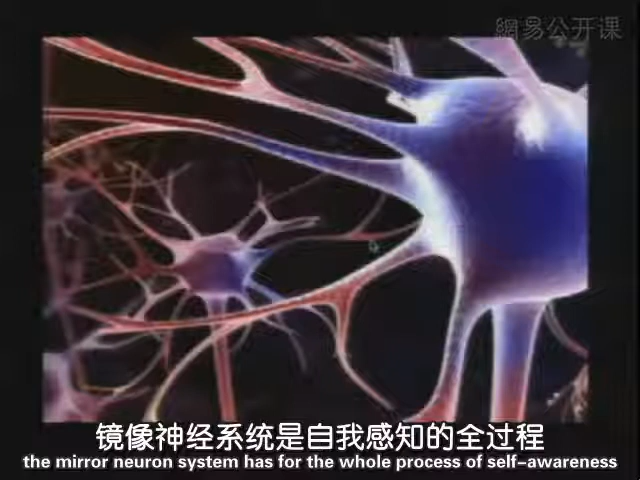 網易公开课
镜像神经系统是自我感知的全过程
the mirror neuron system has for the whole process of self-awareness